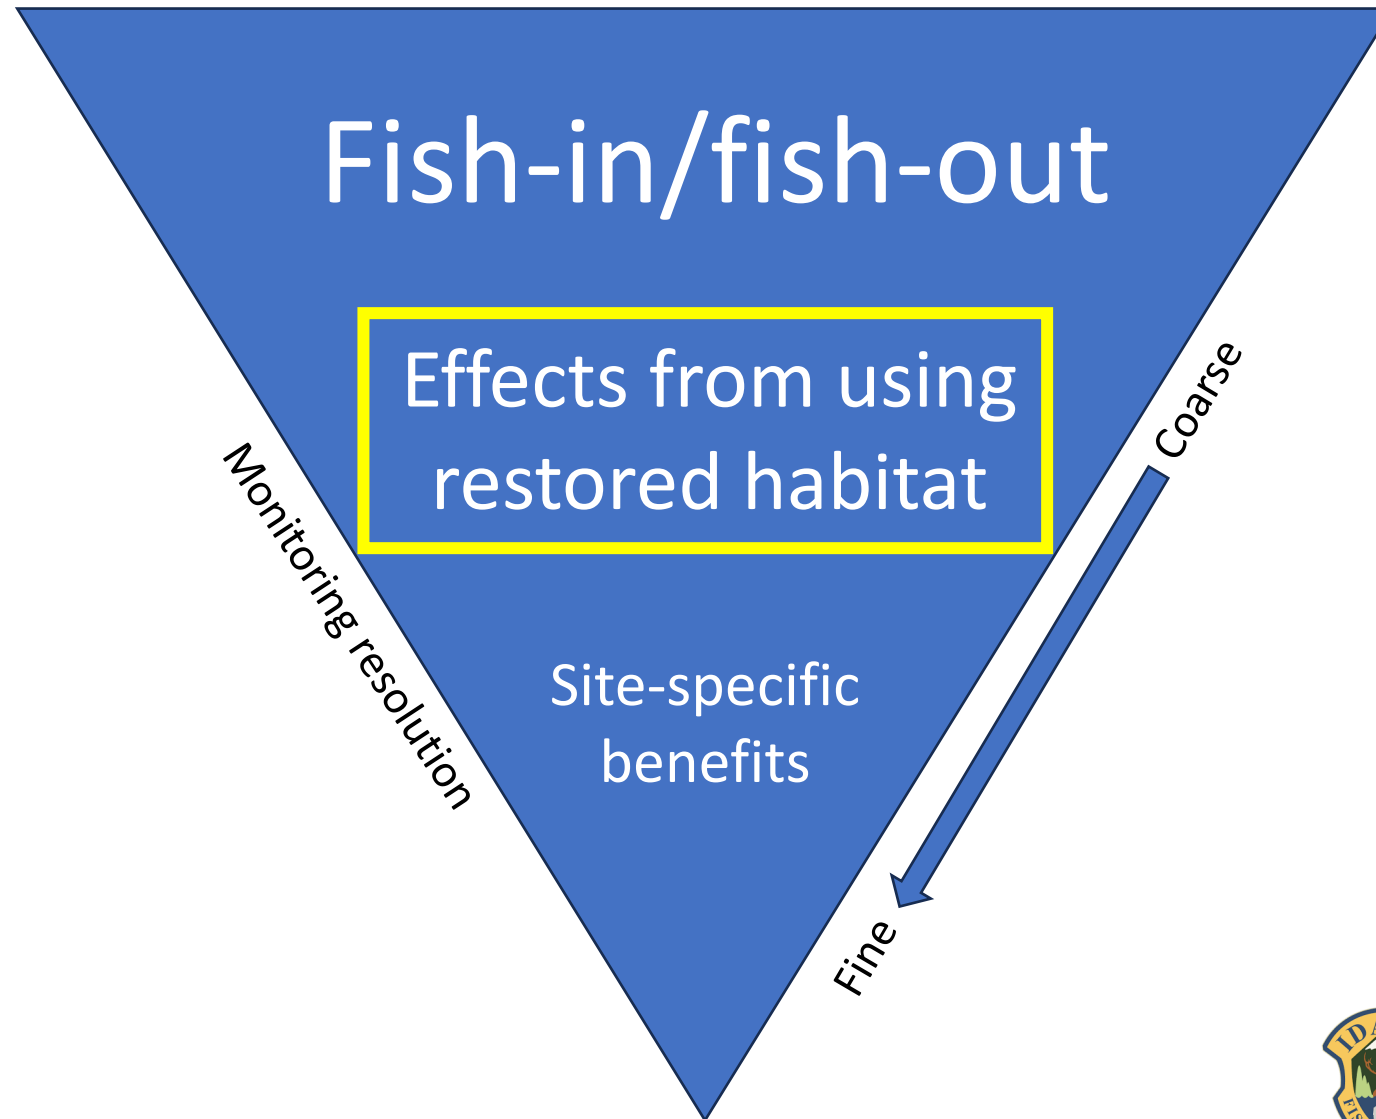 Fish-in/fish-out
Effects from using
restored habitat
Coarse
Monitoring resolution
Site-specific
benefits
Fine